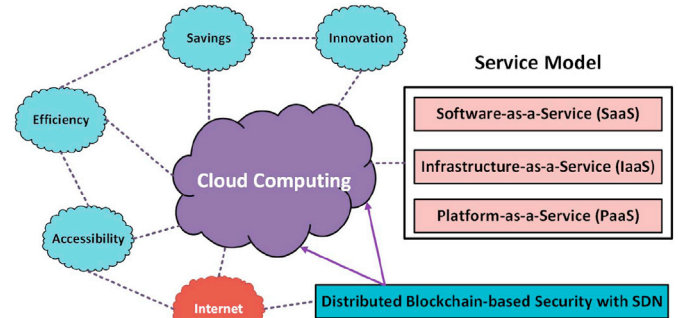 Savings
Innovation
Service Model
Efficiency
Software-as-a-Service (SaaS)
Cloud Computing
Infrastructure-as-a-Service (IaaS)
Platform-as-a-Service (PaaS)
Accessibility
Internet
Distributed Blockchain-based Security with SDN